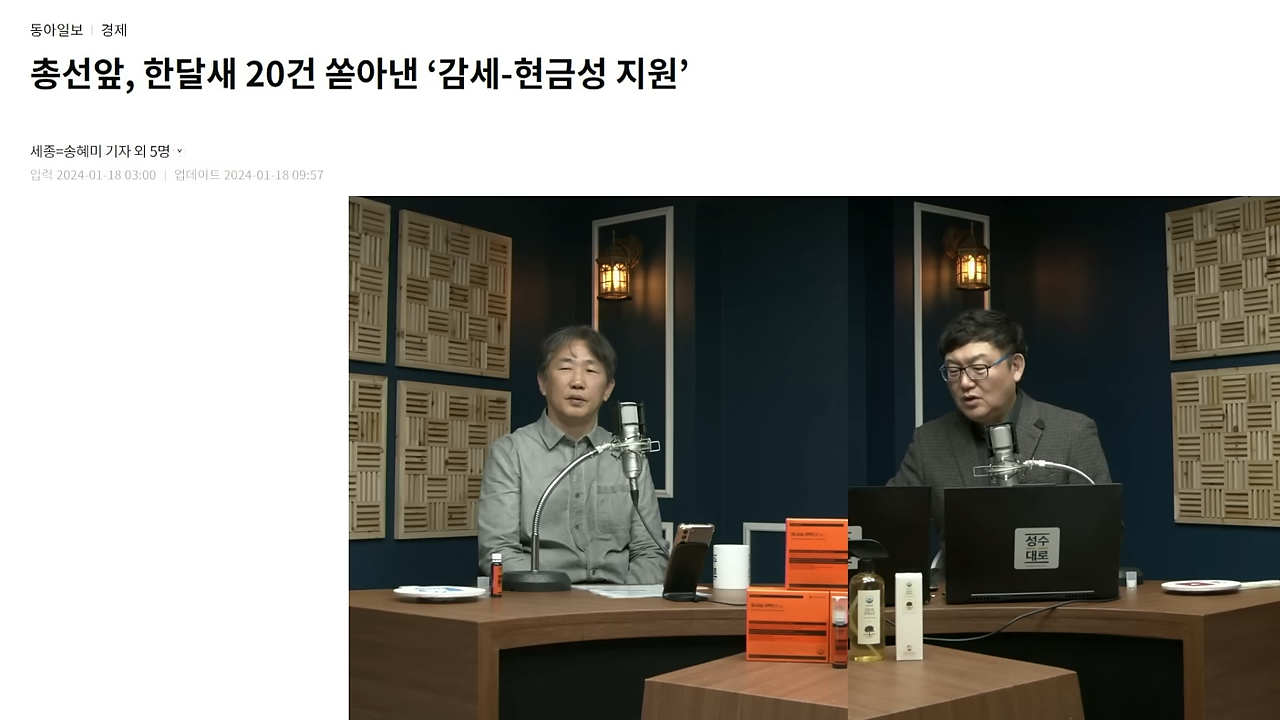 동아일보 | 경제
총선앞, 한달새 20건 쏟아낸 ‘감세-현금성 지원’
세종=송혜미 기자 외 5명
입력 2024-01-18 03:00 | 업데이트 2024-01-18 09:57
성수
대로